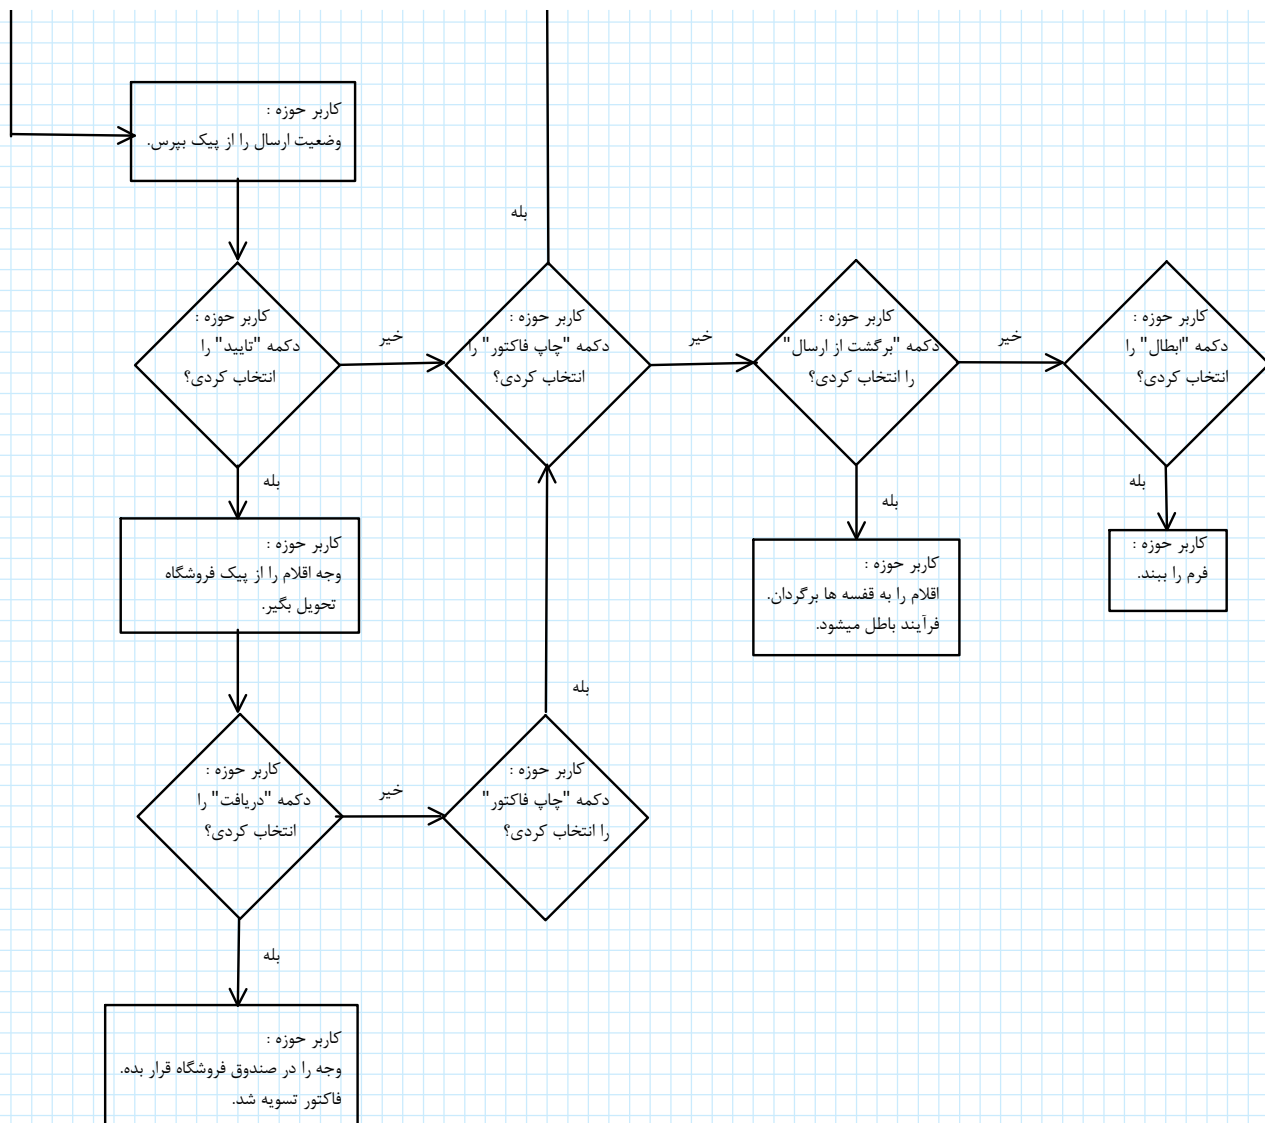 کاربر حوزه :
وضعیت ارسال را از پیک بپرس.
بله
کاربر حوزه :
دکمه "تایید" را
انتخاب کردی؟
خیر
کاربر حوزه :
دکمه "چاپ فاکتور" را
انتخاب کردی؟
خیر
کاربر حوزه :
دکمه "برگشت از ارسال"
را انتخاب کردی؟
خیر
کاربر حوزه :
دکمه "ابطال" را
انتخاب کردی؟
بله
کاربر حوزه :
وجه اقلام را از پیک فروشگاه
تحویل بگیر.
بله
کاربر حوزه :
اقلام را به قفسه ها برگردان.
فرآیند باطل میشود.
بله
کاربر حوزه :
فرم را ببند.
بله
کاربر حوزه :
دکمه "دریافت" را
انتخاب کردی؟
خیر
کاربر حوزه :
دکمه "چاپ فاکتور"
را انتخاب کردی؟
بله
کاربر حوزه :
وجه را در صندوق فروشگاه قرار بده.
فاکتور تسویه شد.